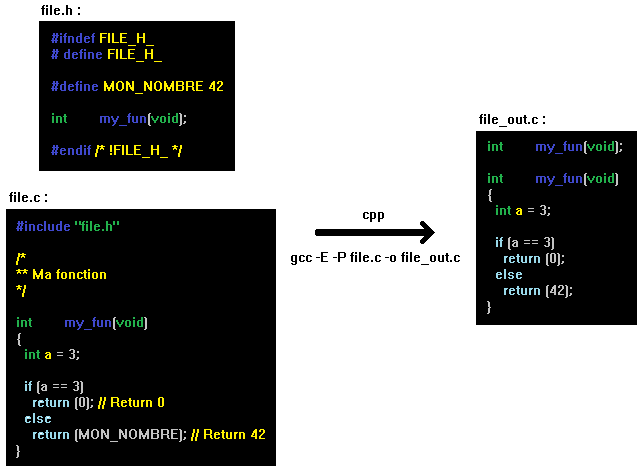 file.h :
#ifndef FILE_H_
# define FILE_H_
#define MON_NOMBRE 42
int my_fun(void);
#endif /* !FILE_H_ */
file.c :
#include "file.h"
/*
** Ma fonction
*/
int my_fun(void)
{
int a = 3;
if (a == 3)
return (0); // Return 0
else
return (MON_NOMBRE); // Return 42
}
cpp
gcc -E -P file.c -o file_out.c
file_out.c :
int my_fun(void);
int my_fun(void)
{
int a = 3;
if (a == 3)
return (0);
else
return (42);
}